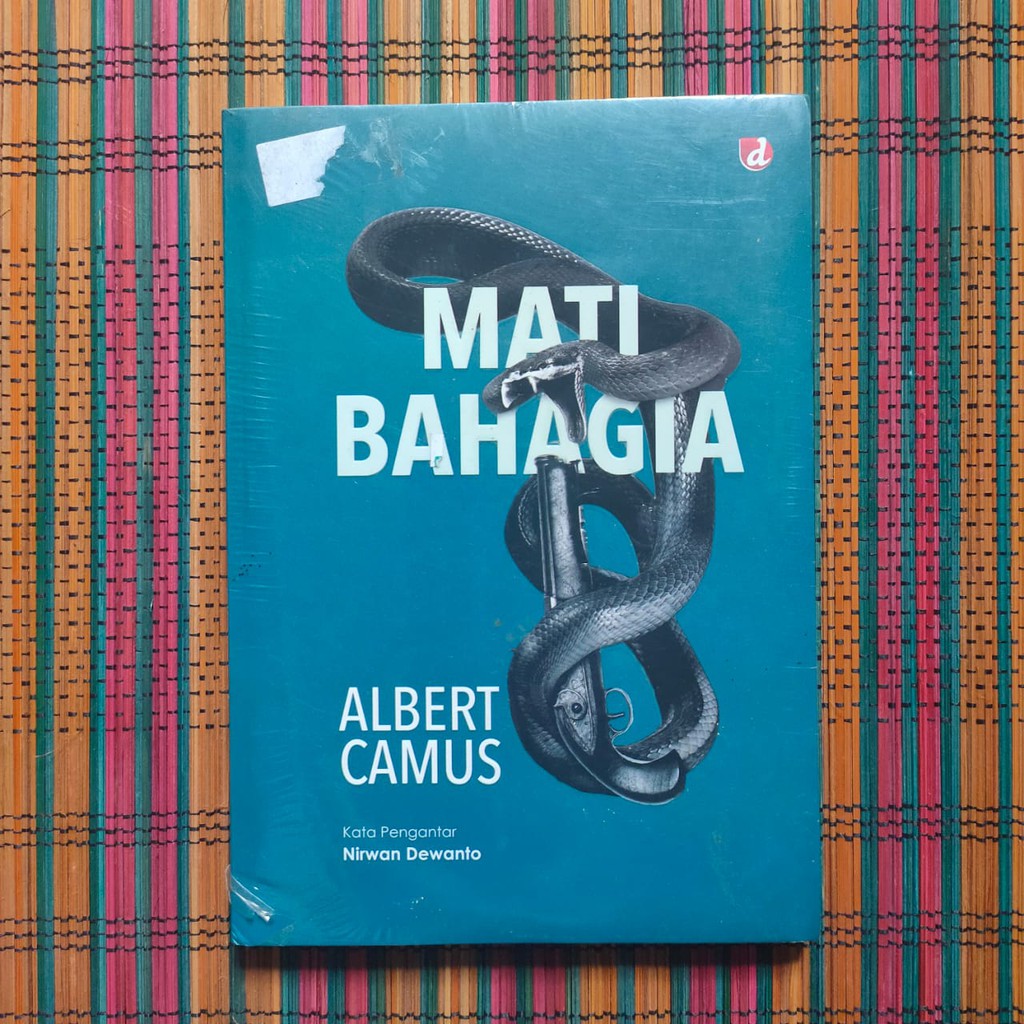 d
MATI
BAHAGIA
ALBERT
CAMUS
Kata Pengantar
Nirwan Dewanto